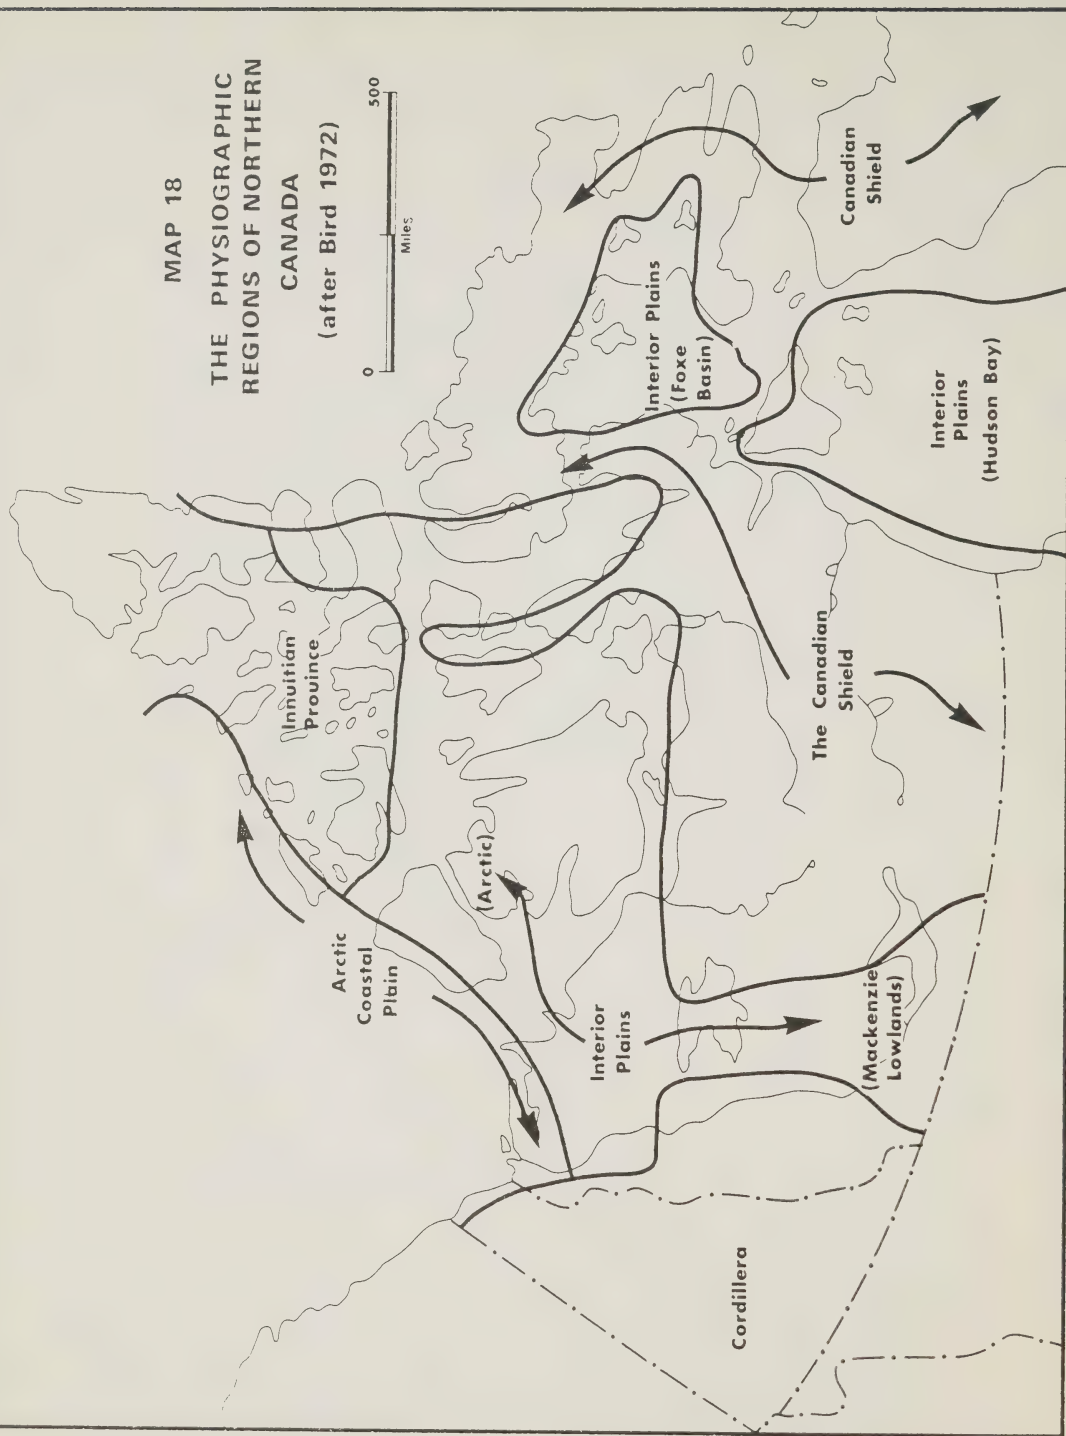 MAP 18
THE PHYSIOGRAPHIC
REGIONS OF NORTHERN
CANADA
(after Bird 1972)
0
500
Miles
Innuitian
Prouince
Arctic
Coastal
Plain
(Arctic)
Interior
Plains
(Mackenzie
Lowlands)
Cordillera
The Canadian
Shield
Interior Plains
(Foxe
Basin)
Interior
Plains
(Hudson Bay)
Canadian
Shield